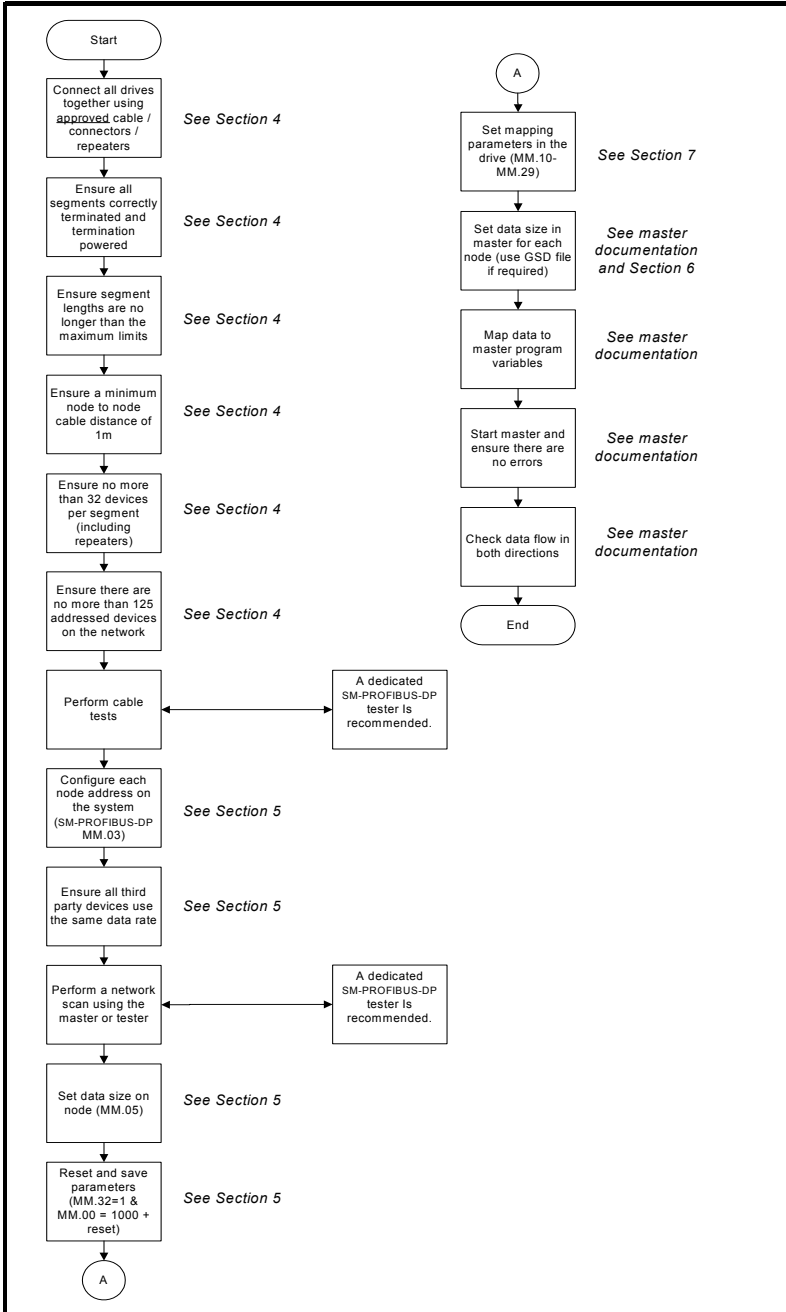 Start
Connect all drives
together using
approved cable /
connectors /
repeaters
See Section 4
Ensure all
segments correctly
terminated and
termination
powered
See Section 4
Ensure segment
lengths are no
longer than the
maximum limits
See Section 4
Ensure a minimum
node to node
cable distance of
1m
See Section 4
Ensure no more
than 32 devices
per segment
(including
repeaters)
See Section 4
Ensure there are
no more than 125
addressed devices
on the network
See Section 4
Perform cable
tests
A dedicated
SM-PROFIBUS-DP
tester Is
recommended.
Configure each
node address on
the system
(SM-PROFIBUS-DP
MM.03)
See Section 5
Ensure all third
party devices use
the same data rate
See Section 5
Perform a network
scan using the
master or tester
A dedicated
SM-PROFIBUS-DP
tester Is
recommended.
Set data size on
node (MM.05)
See Section 5
Reset and save
parameters
(MM.32=1 &
MM.00 = 1000 +
reset)
See Section 5
A
A
Set mapping
parameters in the
drive (MM.10-
MM.29)
See Section 7
Set data size in
master for each
node (use GSD file
if required)
See master
documentation
and Section 6
Map data to
master program
variables
See master
documentation
Start master and
ensure there are
no errors
See master
documentation
Check data flow in
both directions
See master
documentation
End